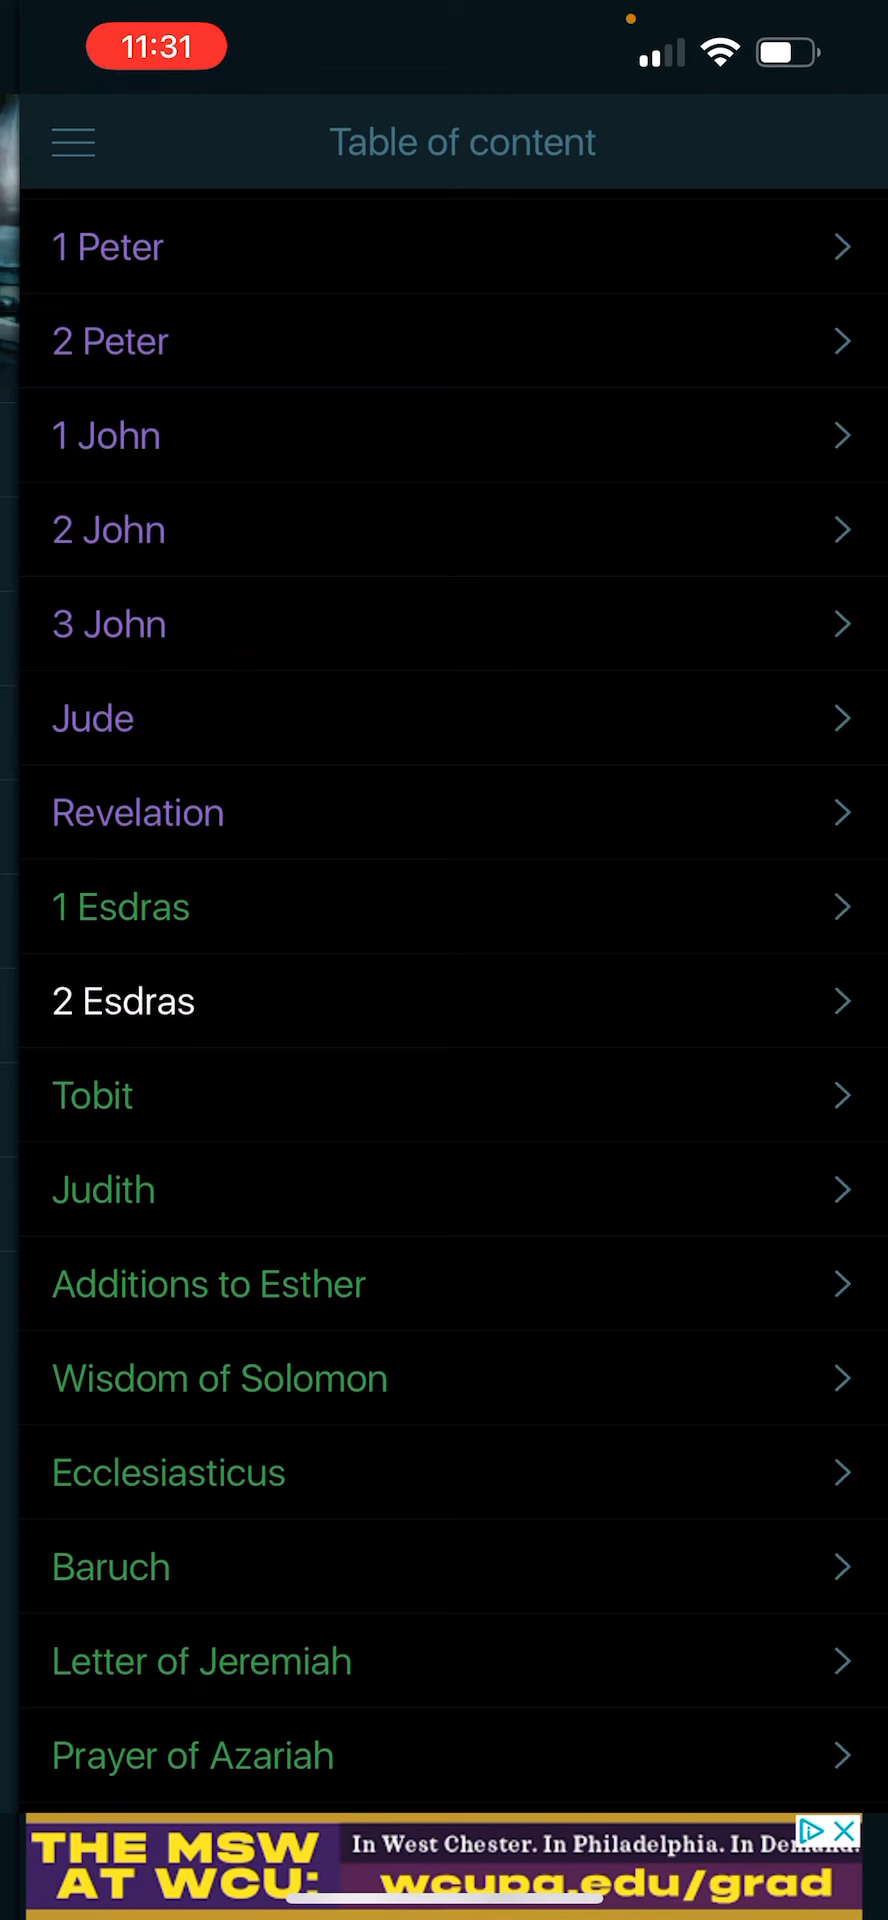 11:31
Table of content
1 Peter
2 Peter
1 John
2 John
3 John
Jude
Revelation
1 Esdras
2 Esdras
Tobit
Judith
Additions to Esther
Wisdom of Solomon
Ecclesiasticus
Baruch
Letter of Jeremiah
Prayer of Azariah
THE MSW
AT WCU:
In West Chester. In Philadelphia. In
wcupa.edu/grad